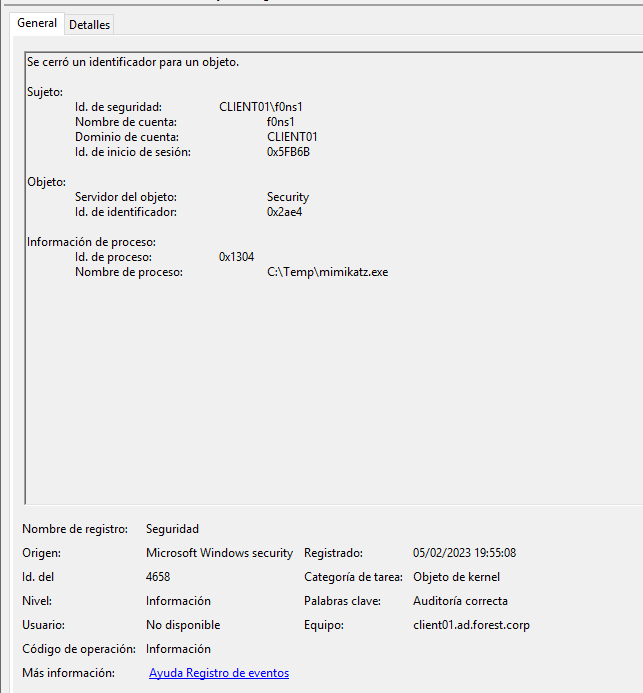 General Detalles
Se cerró un identificador para un objeto.
Sujeto:
Id. de seguridad: CLIENT01\f0ns1
Nombre de cuenta: f0ns1
Dominio de cuenta: CLIENT01
Id. de inicio de sesión: 0x5FB6B
Objeto:
Servidor del objeto: Security
Id. de identificador: 0x2ae4
Información de proceso:
Id. de proceso: 0x1304
Nombre de proceso: C:\Temp\mimikatz.exe
Nombre de registro: Seguridad
Origen: Microsoft Windows security Registrado: 05/02/2023 19:55:08
Id. del 4658 Categoría de tarea: Objeto de kernel
Nivel: Información Palabras clave: Auditoría correcta
Usuario: No disponible Equipo: client01.ad.forest.corp
Código de operación: Información
Más información: Ayuda Registro de eventos